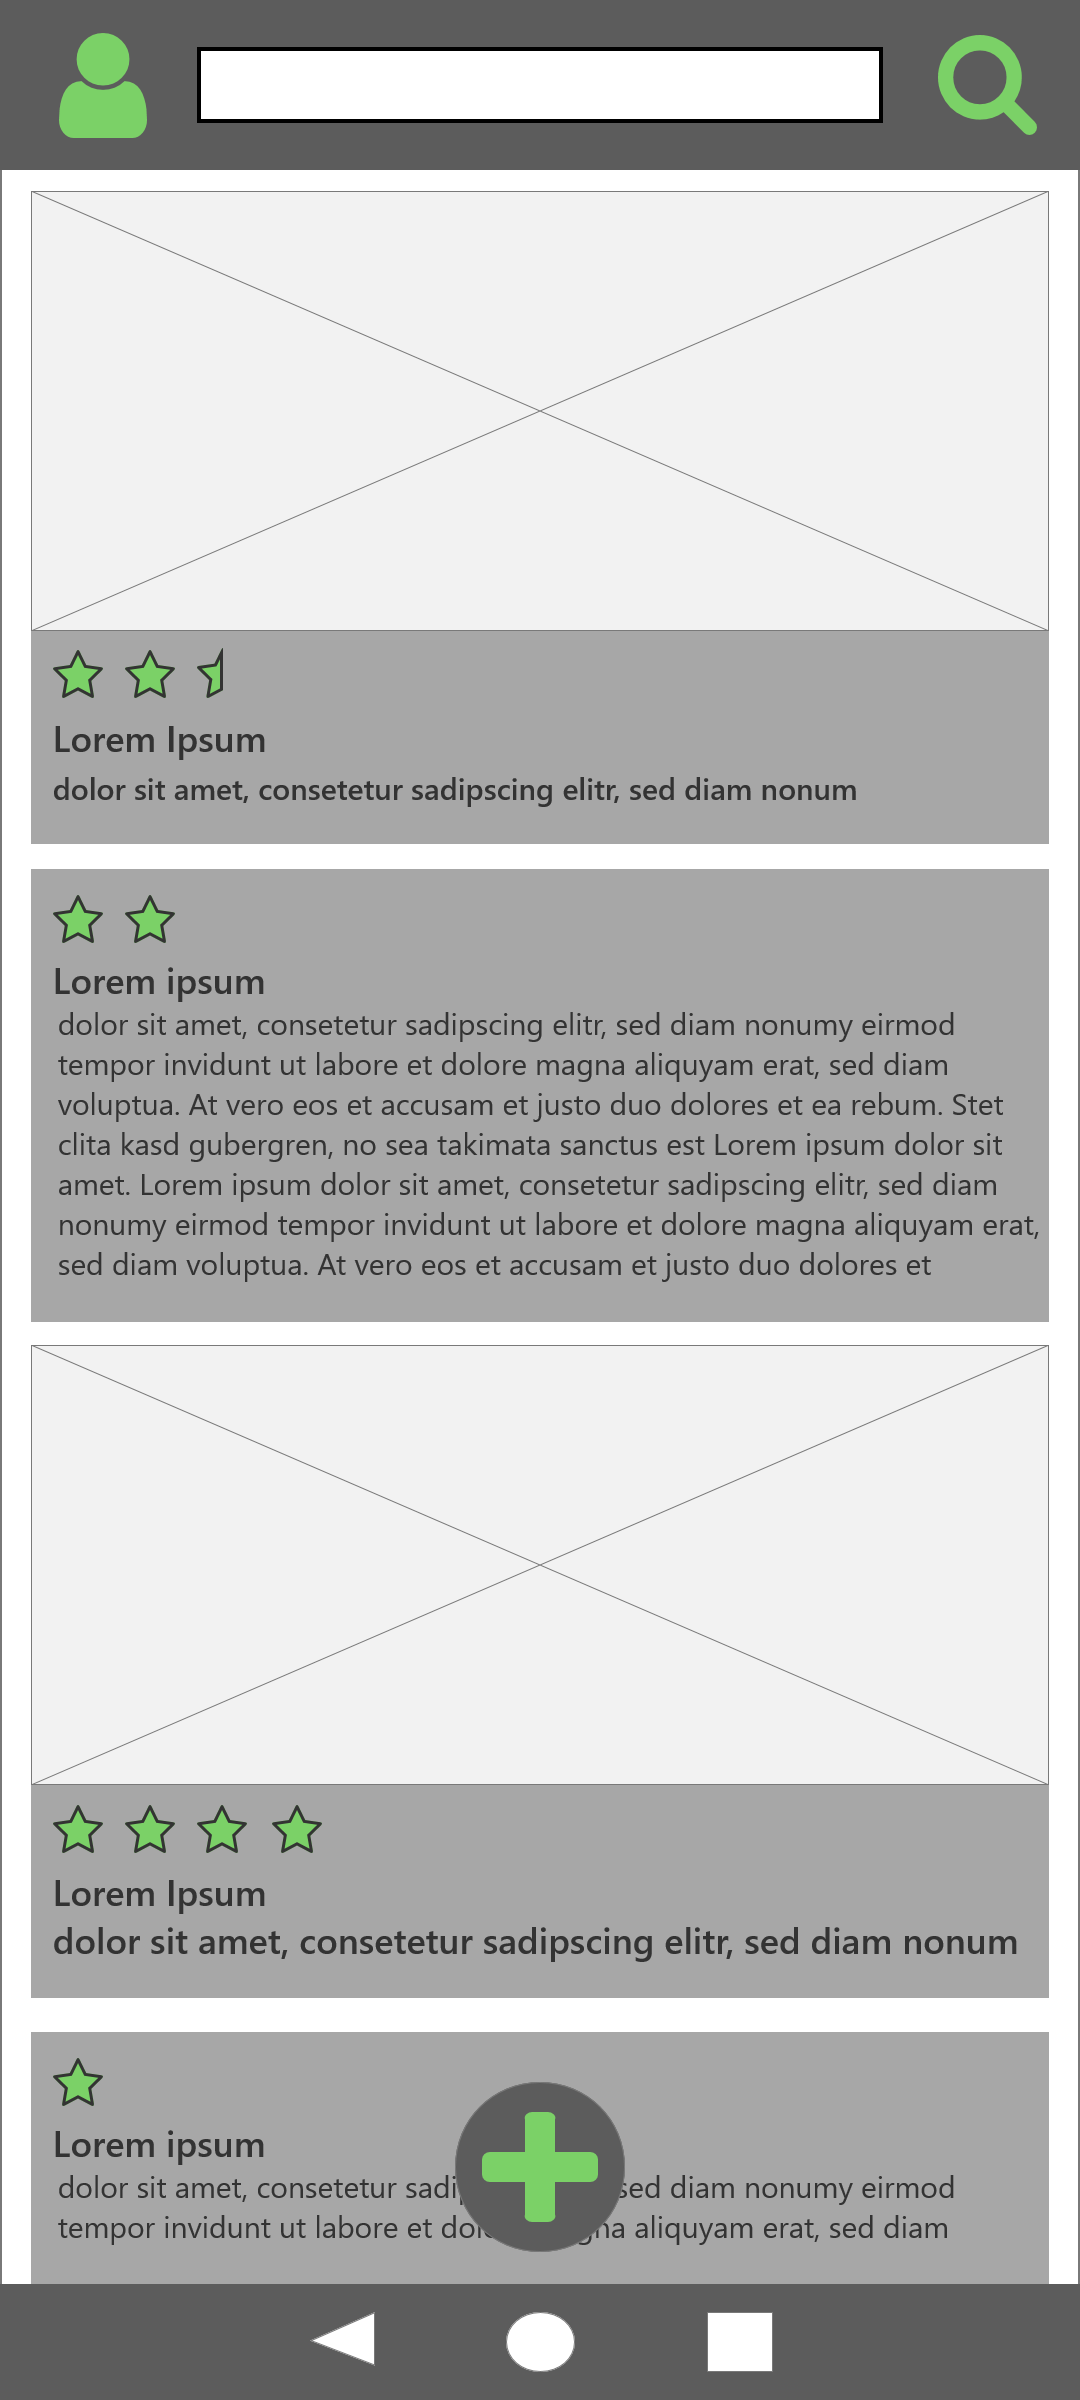 Lorem Ipsum
dolor sit amet, consetetur sadipscing elitr, sed diam nonum
Lorem ipsum
dolor sit amet, consetetur sadipscing elitr, sed diam nonumy eirmod
tempor invidunt ut labore et dolore magna aliquyam erat, sed diam
voluptua. At vero eos et accusam et justo duo dolores et ea rebum. Stet
clita kasd gubergren, no sea takimata sanctus est Lorem ipsum dolor sit
amet. Lorem ipsum dolor sit amet, consetetur sadipscing elitr, sed diam
nonumy eirmod tempor invidunt ut labore et dolore magna aliquyam erat,
sed diam voluptua. At vero eos et accusam et justo duo dolores et
Lorem Ipsum
dolor sit amet, consetetur sadipscing elitr, sed diam nonum
Lorem ipsum
dolor sit amet, consetetur sed diam nonumy eirmod
tempor invidunt ut labore et aliquyam erat, sed diam